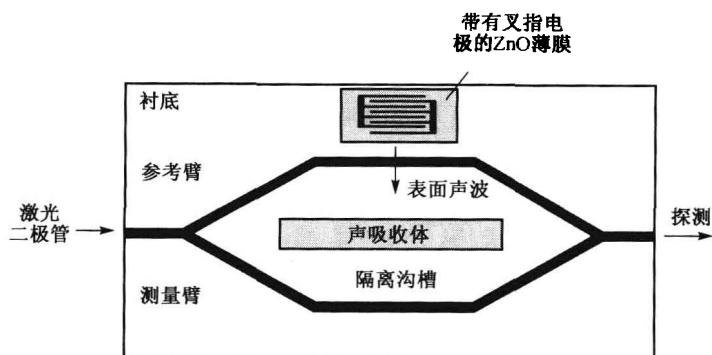 带有叉指电
极的ZnO薄膜
衬底
参考臂
表面声波
激光
二极管
探测
声吸收体
隔离沟槽
测量臂